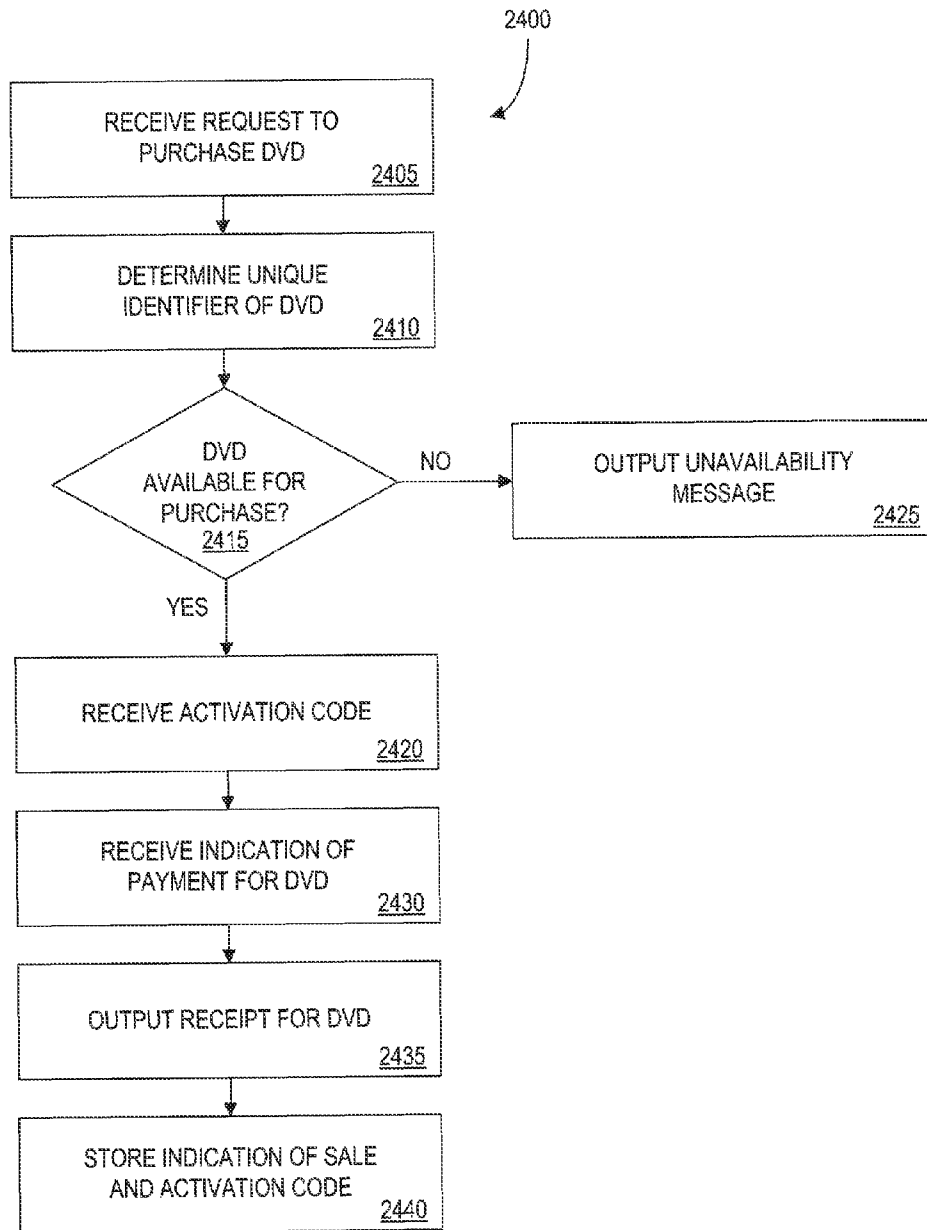 2400
RECEIVE REQUEST TO
PURCHASE DVD
2405
DETERMINE UNIQUE
IDENTIFIER OF DVD
2410
DVD
AVAILABLE FOR
PURCHASE?
2415
NO
OUTPUT UNAVAILABILITY
MESSAGE
2425
YES
RECEIVE ACTIVATION CODE
2420
RECEIVE INDICATION OF
PAYMENT FOR DVD
2430
OUTPUT RECEIPT FOR DVD
2435
STORE INDICATION OF SALE
AND ACTIVATION CODE
2440